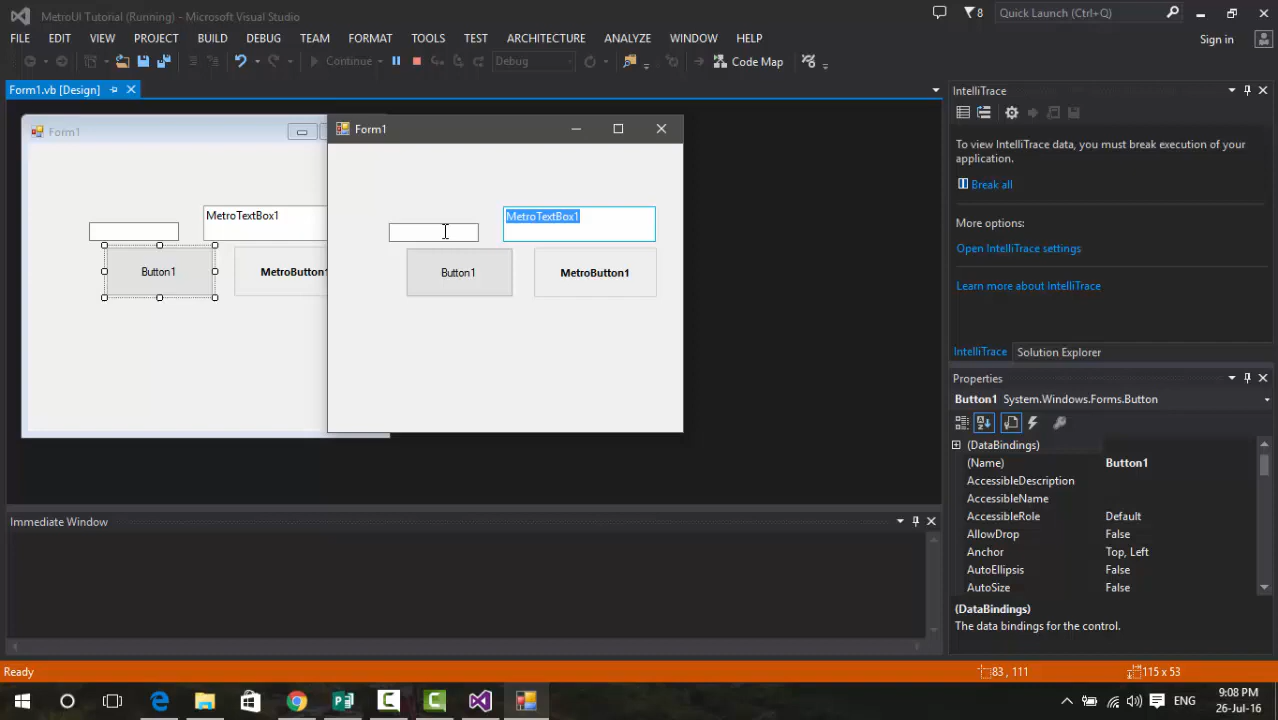 MetroUI Tutorial (Running) - Microsoft Visual Studio
8
Quick Launch (Ctrl+Q)
FILE EDIT VIEW PROJECT BUILD DEBUG TEAM FORMAT TOOLS TEST ARCHITECTURE ANALYZE WINDOW HELP
Sign in
Continue
Debug
Code Map
Form1.vb [Design]
Form1
MetroTextBox1
Button1
MetroButton1
Form1
MetroTextBox1
Button1
MetroButton1
IntelliTrace
To view IntelliTrace data, you must break execution of your
application.
Break all
More options:
Open IntelliTrace settings
Learn more about IntelliTrace
IntelliTrace Solution Explorer
Properties
Button1 System.Windows.Forms.Button
(DataBindings)
(Name) Button1
AccessibleDescription
AccessibleName
AccessibleRole Default
AllowDrop False
Anchor Top, Left
AutoEllipsis False
AutoSize False
(DataBindings)
The data bindings for the control.
Immediate Window
Ready
83 , 111
115 x 53
ENG
9:08 PM
26-Jul-16